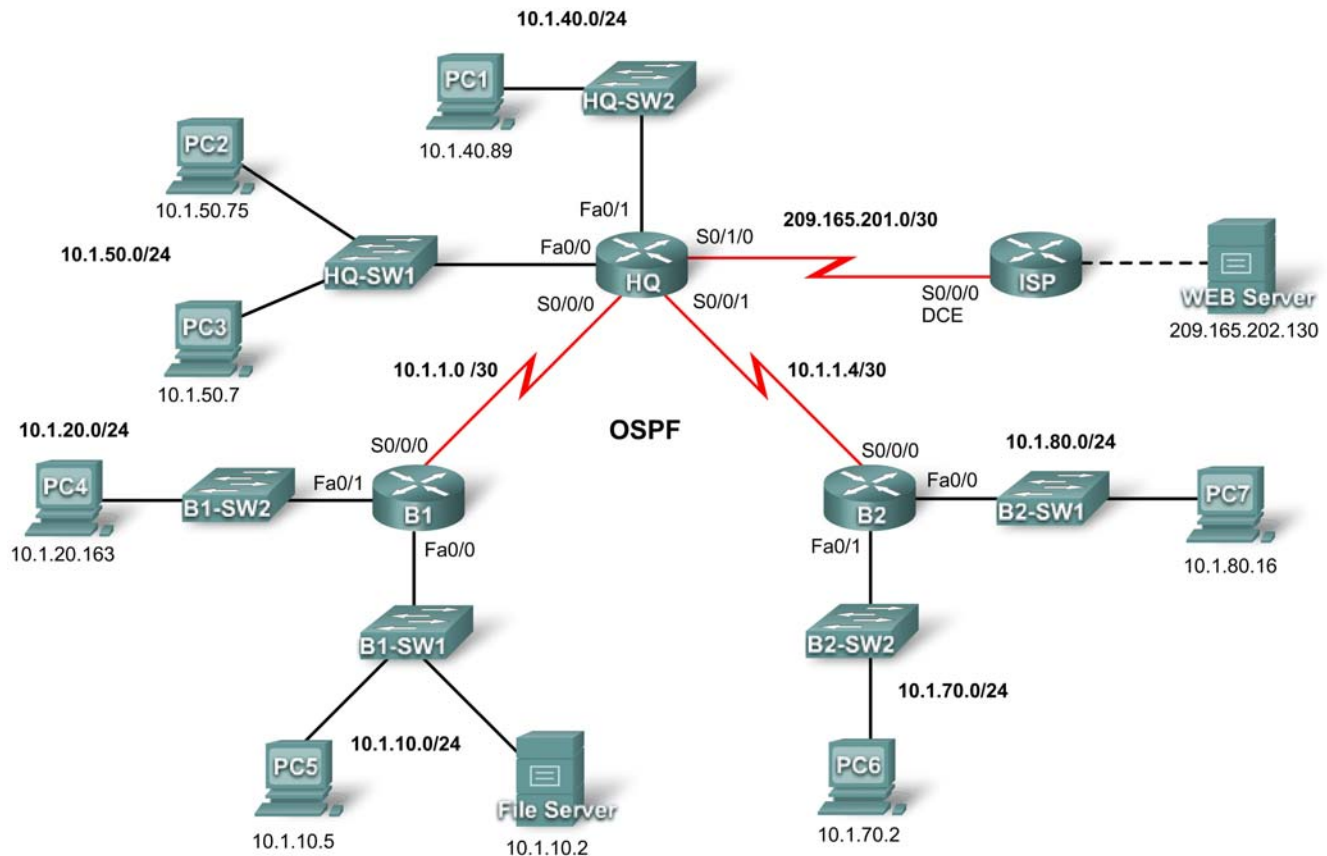 10.1.40.0/24
PC1
HQ-SW2
10.1.40.89
PC2
10.1.50.75
Fa0/1
10.1.50.0/24
HQ-SW1
Fa0/0
S0/1/0
209.165.201.0/30
HQ
S0/0/0
S0/0/1
ISP
S0/0/0
DCE
WEB Server
209.165.202.130
PC3
10.1.50.7
10.1.1.0 /30
10.1.1.4/30
OSPF
10.1.20.0/24
PC4
10.1.20.163
B1-SW2
Fa0/1
S0/0/0
B1
Fa0/0
S0/0/0
B2
Fa0/0
Fa0/1
10.1.80.0/24
B2-SW1
PC7
10.1.80.16
B1-SW1
B2-SW2
10.1.10.0/24
10.1.70.0/24
PC5
10.1.10.5
File Server
10.1.10.2
PC6
10.1.70.2